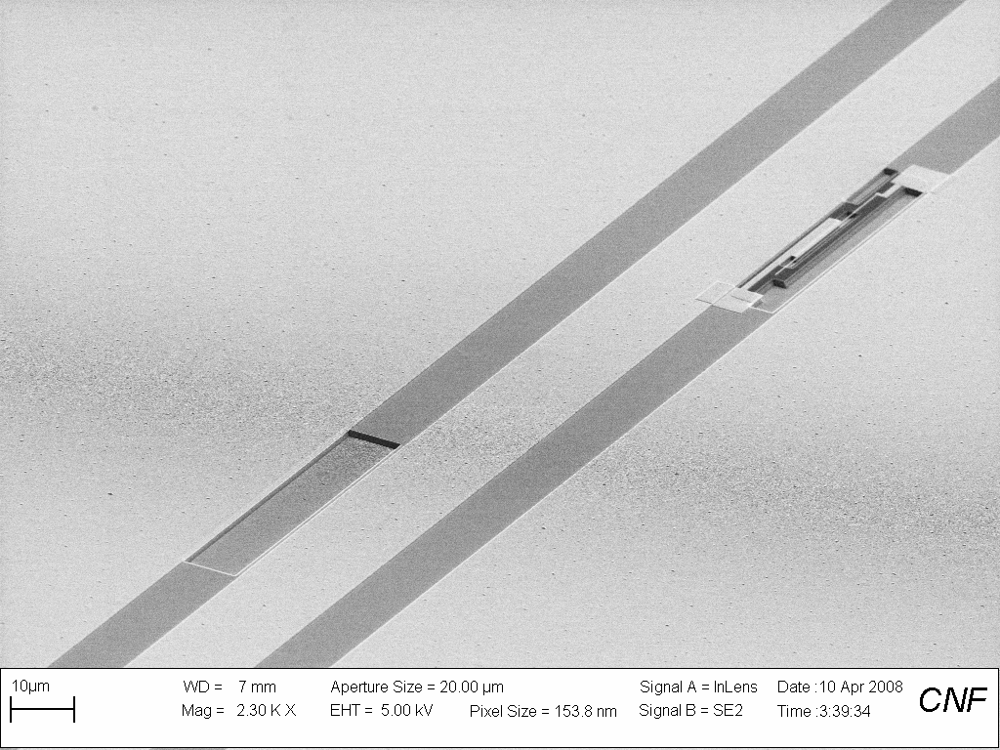 10µm WD = 7 mm Aperture Size = 20.00 µm Signal A = InLens Date :10 Apr 2008
Mag = 2.30 K X EHT = 5.00 kV Pixel Size = 153.8 nm Signal B = SE2 Time :3:39:34
CNF